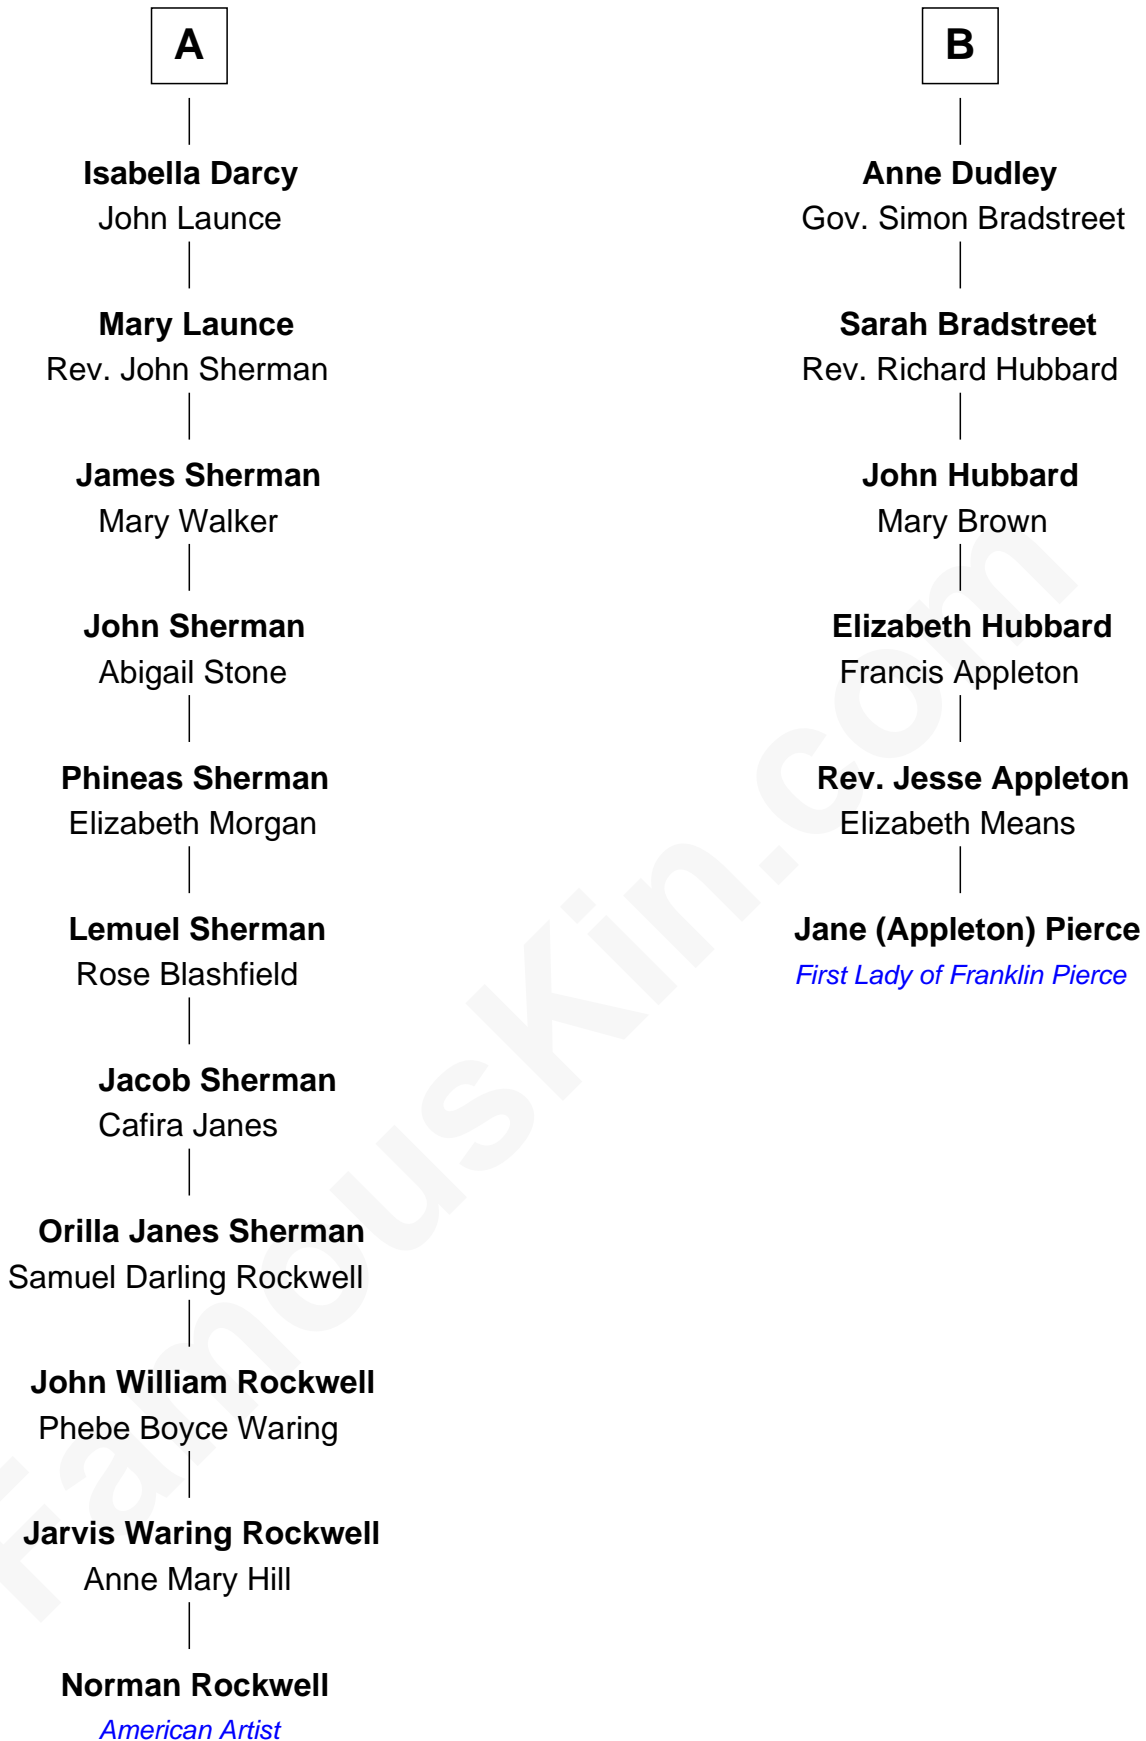 A
Isabella Darcy
John Launce
Mary Launce
Rev. John Sherman
James Sherman
Mary Walker
John Sherman
Abigail Stone
Phineas Sherman
Elizabeth Morgan
Lemuel Sherman
Rose Blashfield
Jacob Sherman
Cafira Janes
Orilla Janes Sherman
Samuel Darling Rockwell
John William Rockwell
Phebe Boyce Waring
Jarvis Waring Rockwell
Anne Mary Hill
Norman Rockwell
American Artist
B
Anne Dudley
Gov. Simon Bradstreet
Sarah Bradstreet
Rev. Richard Hubbard
John Hubbard
Mary Brown
Elizabeth Hubbard
Francis Appleton
Rev. Jesse Appleton
Elizabeth Means
Jane (Appleton) Pierce
First Lady of Franklin Pierce
FamousKin.com